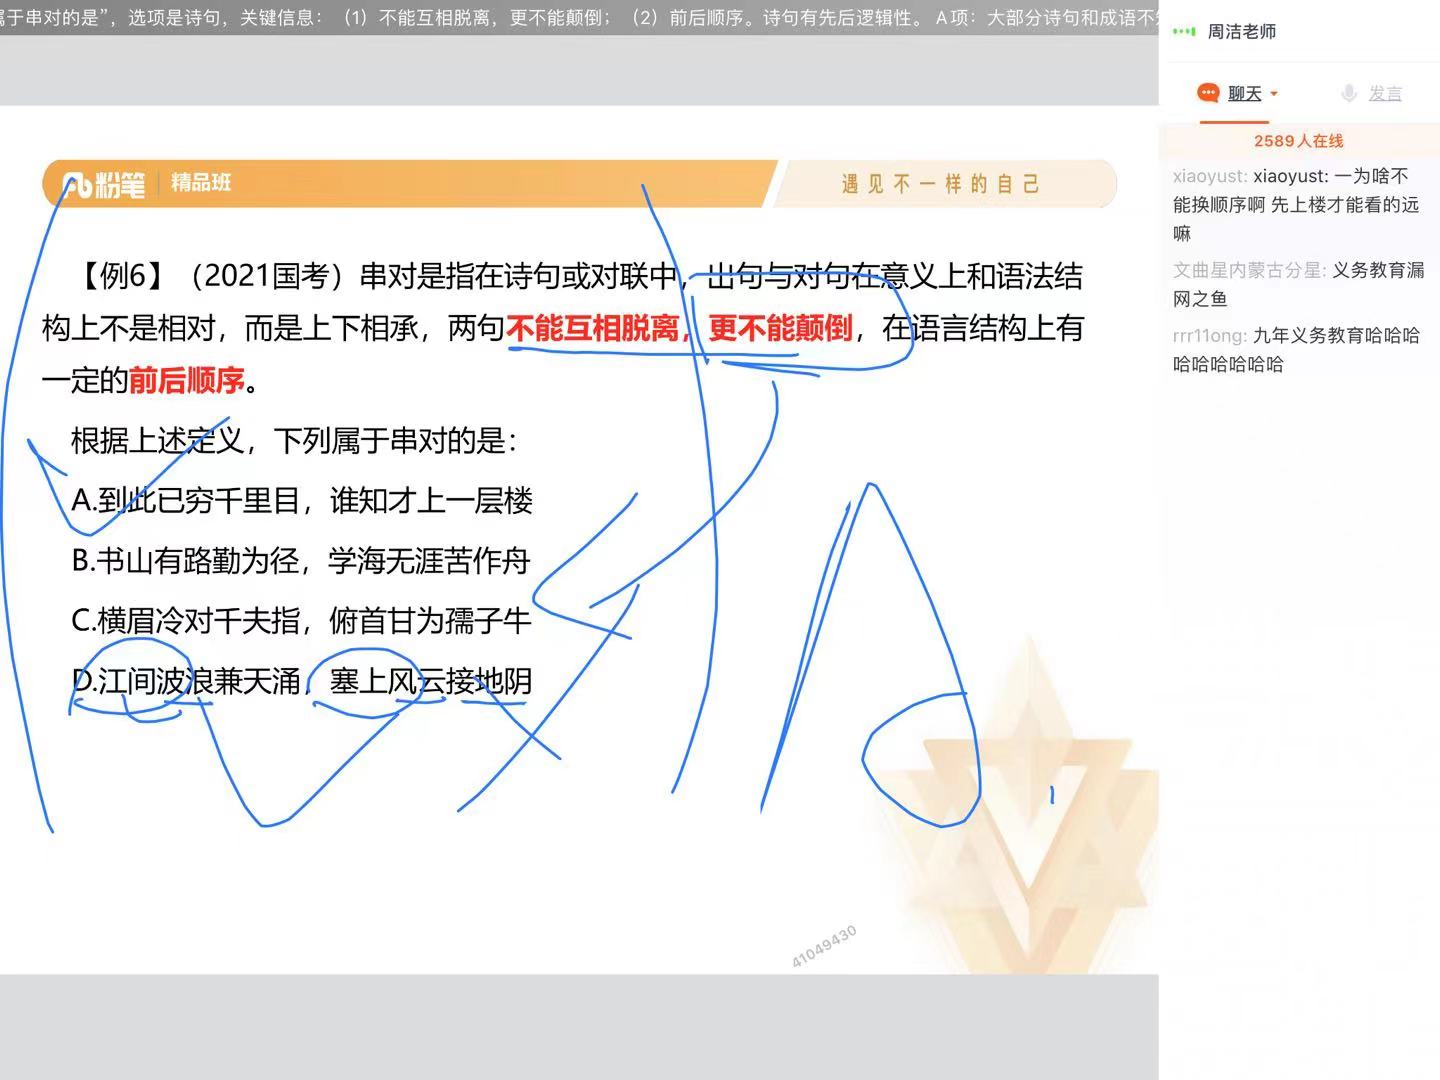 属于串对的是”，选项是诗句，关键信息：（1）不能互相脱离，更不能颠倒；（2）前后顺序。诗句有先后逻辑性。 A 项：大部分诗句和成语不
周洁老师
聊天
发言
2589人在线
粉笔 精品班
遇见不一样的自己
xiaoyust: xiaoyust: 一为啥不
能换顺序啊 先上楼才能看的远
嘛
文曲星内蒙古分星: 义务教育漏
网之鱼
rrr11ong: 九年义务教育哈哈哈
哈哈哈哈哈哈
【例6】（2021国考）串对是指在诗句或对联中，出句与对句在意义上和语法结
构上不是相对，而是上下相承，两句不能互相脱离，更不能颠倒，在语言结构上有
一定的前后顺序。
根据上述定义，下列属于串对的是：
A.到此已穷千里目，谁知才上一层楼
B.书山有路勤为径，学海无涯苦作舟
C.横眉冷对千夫指，俯首甘为孺子牛
D.江间波浪兼天涌，塞上风云接地阴
41049430